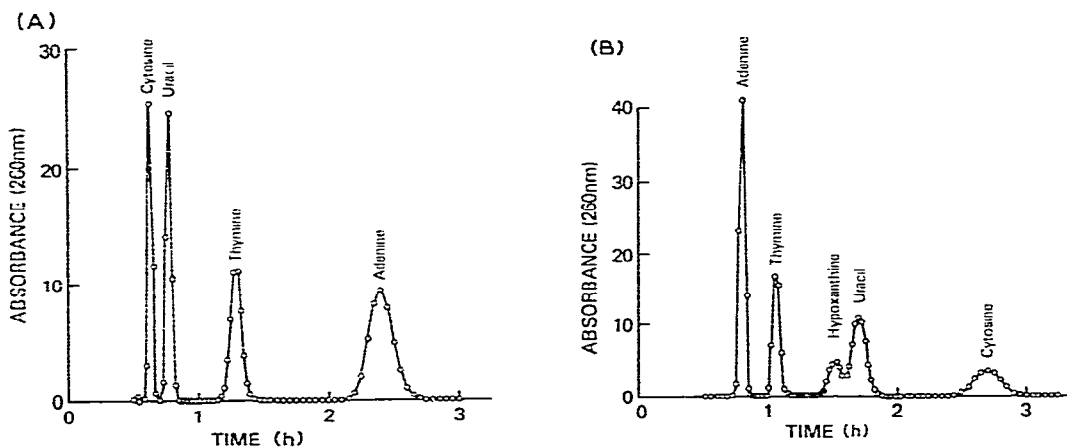 (A)
30
20
10
0
ABSORBANCE (260nm)
Cytosine
Uracil
Thymine
Adenine
0 1 2 3
TIME (h)
(B)
40
30
20
10
0
ABSORBANCE (260nm)
Adenine
Thymine
Hypoxanthine
Uracil
Cytosine
0 1 2 3
TIME (h)